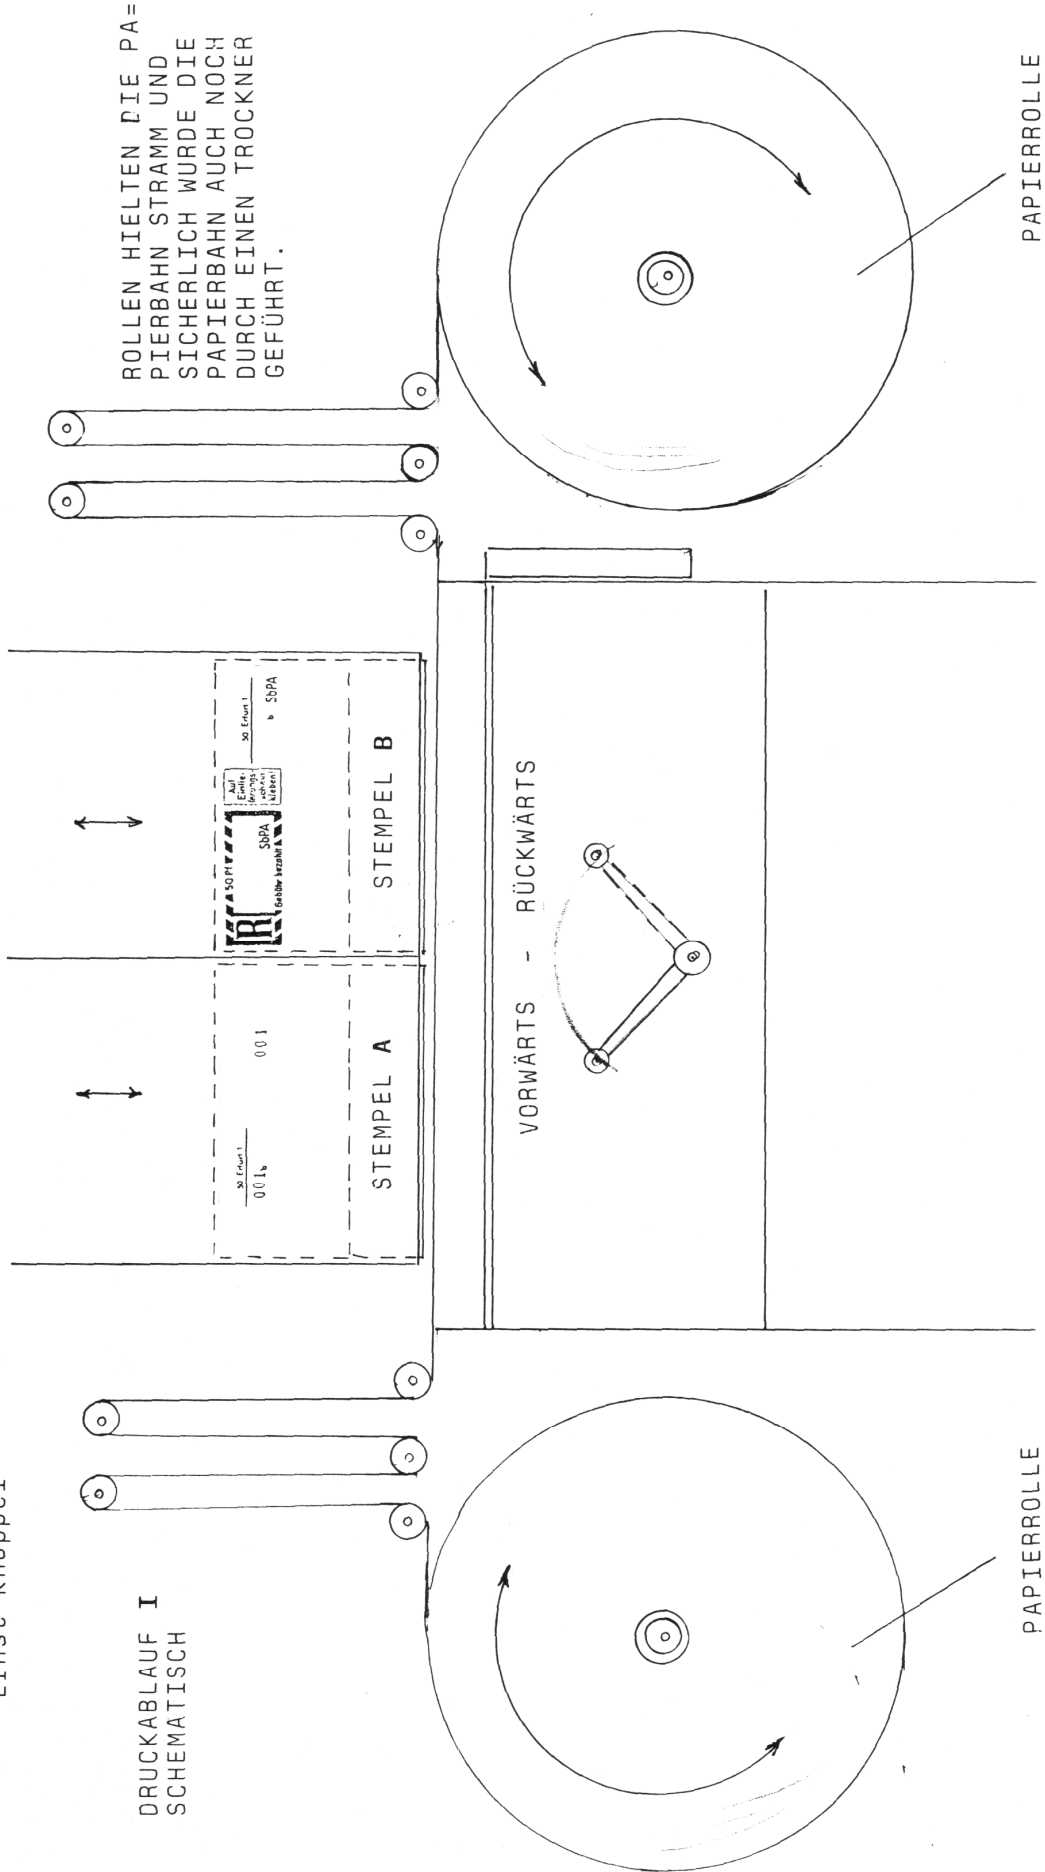 Ernst Knöppel
DRUCKABLAUF I
SCHEMATISCH
ROLLEN HIELTEN DIE PA=
PIERBAHN STRAMM UND
SICHERLICH WURDE DIE
PAPIERBAHN AUCH NOCH
DURCH EINEN TROCKNER
GEFÜHRT.
50 Erfurt 1
001 b
001
STEMPEL A
50 Pf
R
SbPA
Gebühr bezahlt
Auf
Einlie-
ferungs-
schein
kleben!
50 Erfurt 1
b SbPA
STEMPEL B
VORWÄRTS - RÜCKWÄRTS
PAPIERROLLE
PAPIERROLLE